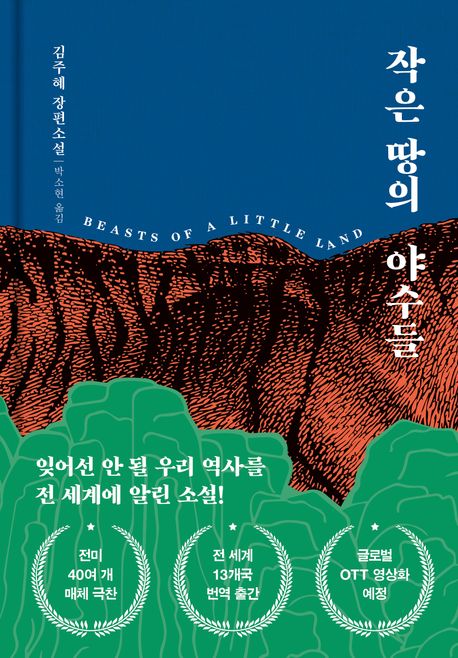 작은 땅의 야수들
김주혜 장편소설 | 박소현 옮김
BEASTS OF A LITTLE LAND
잊어선 안 될 우리 역사를
전 세계에 알린 소설!
전미
40여 개
매체 극찬
전 세계
13개국
번역 출간
글로벌
OTT 영상화
예정